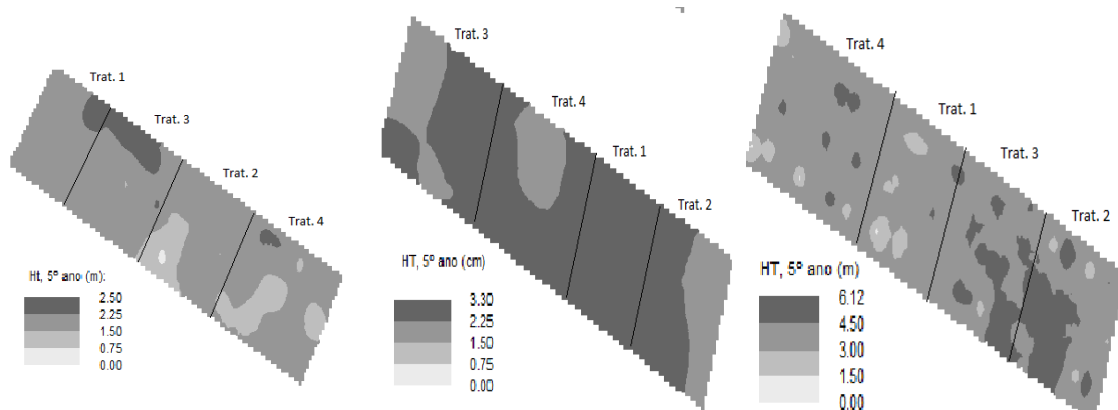 Trat. 1
Trat. 3
Trat. 2
Trat. 4
Ht, 5º ano (m):
2.50
2.25
1.50
0.75
0.00
Trat. 3
Trat. 4
Trat. 1
Trat. 2
HT, 5º ano (cm)
3.30
2.25
1.50
0.75
0.00
Trat. 4
Trat. 1
Trat. 3
Trat. 2
HT, 5º ano (m)
6.12
4.50
3.00
1.50
0.00